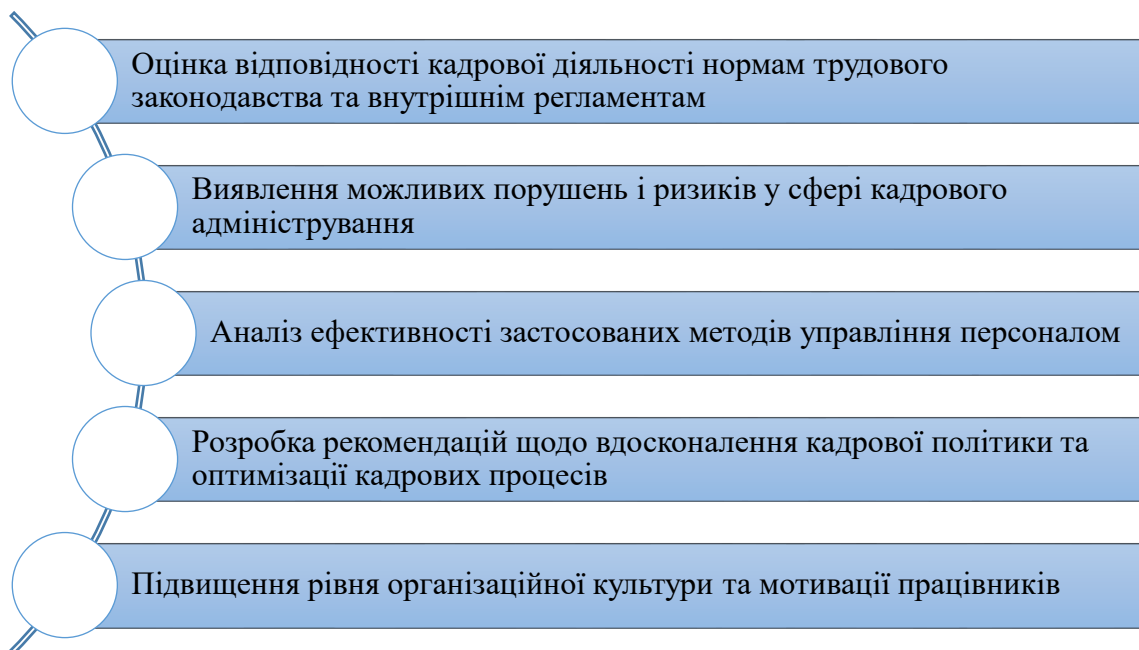 Оцінка відповідності кадрової діяльності нормам трудового
законодавства та внутрішнім регламентам
Виявлення можливих порушень і ризиків у сфері кадрового
адміністрування
Аналіз ефективності застосованих методів управління персоналом
Розробка рекомендацій щодо вдосконалення кадрової політики та
оптимізації кадрових процесів
Підвищення рівня організаційної культури та мотивації працівників